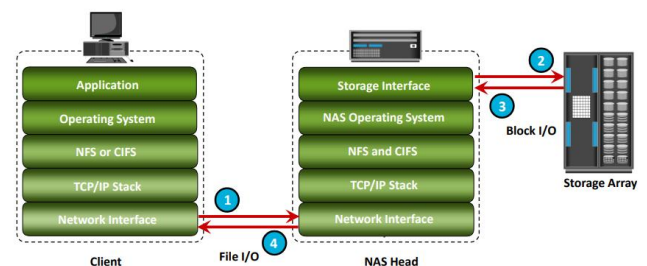 Application
Operating System
NFS or CIFS
TCP/IP Stack
Network Interface
Client
1
4
File I/O
Storage Interface
NAS Operating System
NFS and CIFS
TCP/IP Stack
Network Interface
NAS Head
2
3
Block I/O
Storage Array